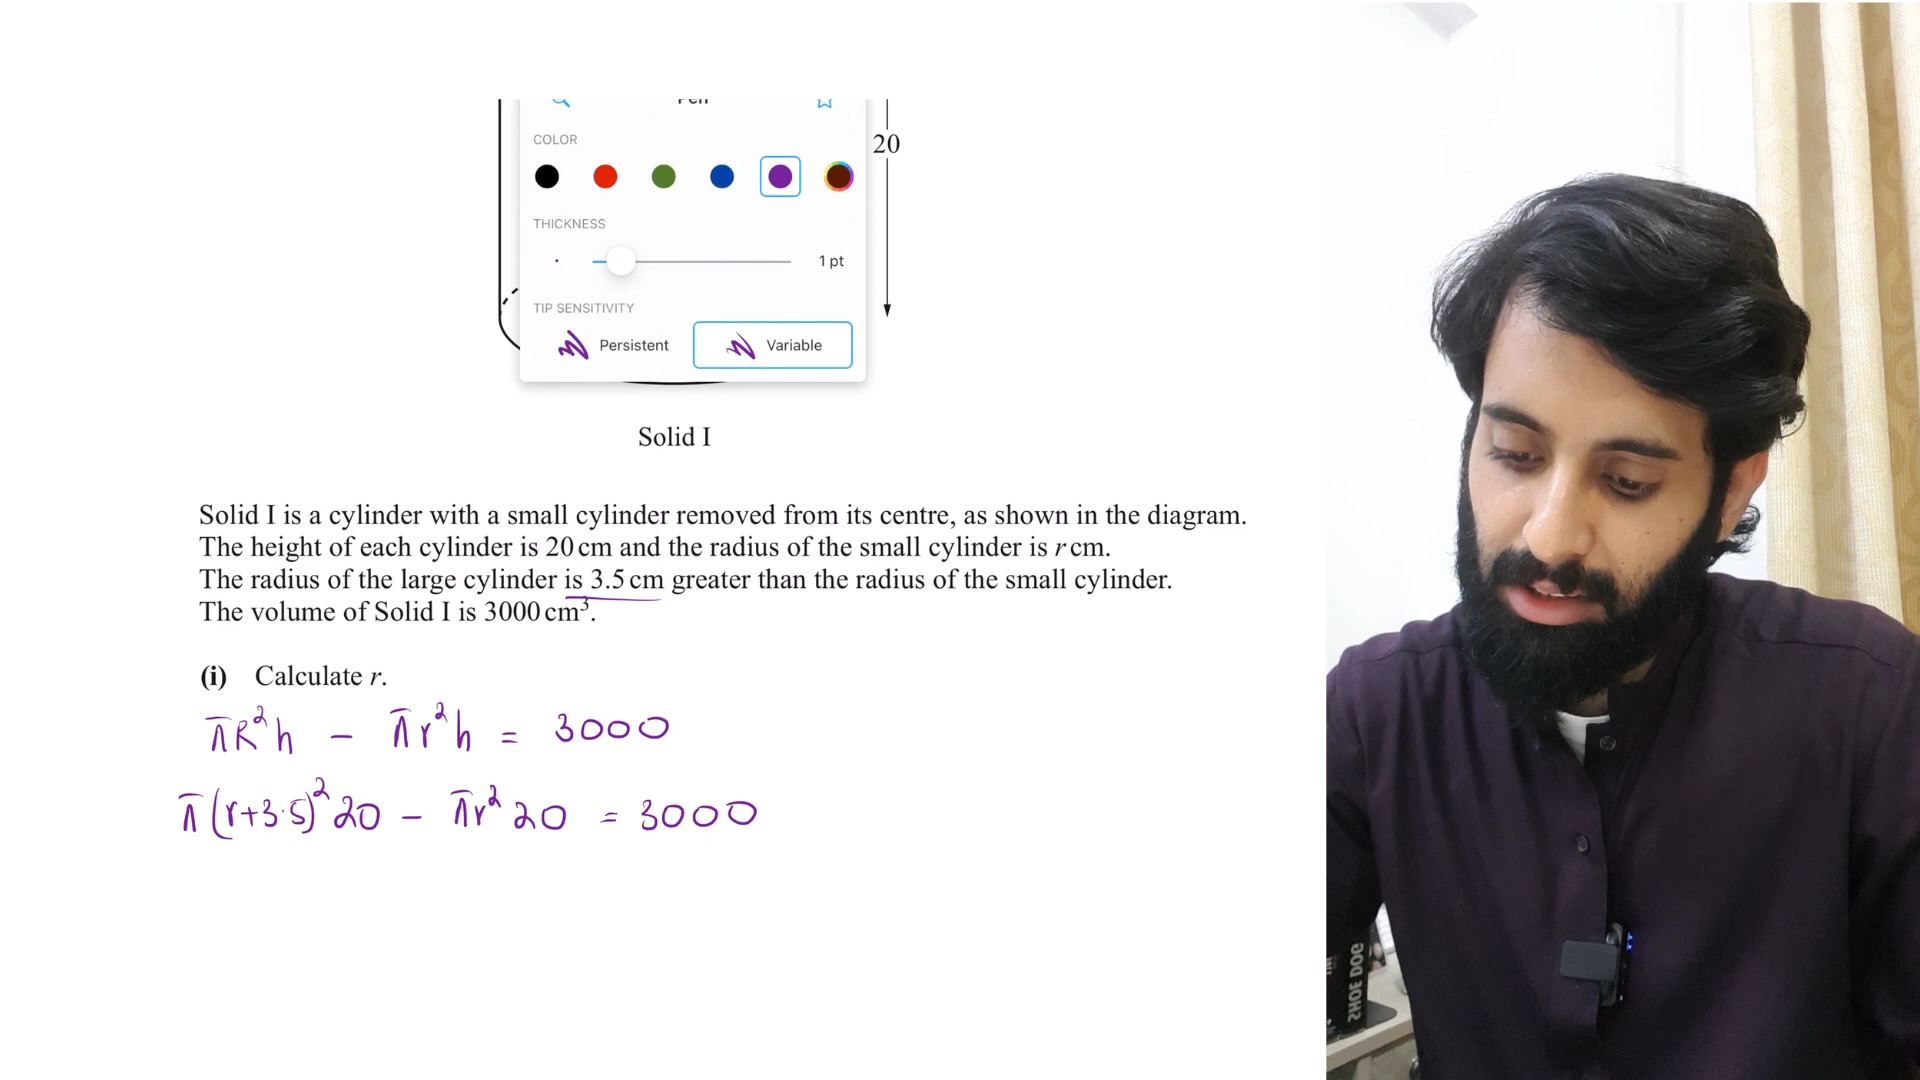 Pen
COLOR
20
THICKNESS
1 pt
TIP SENSITIVITY
Persistent
Variable
Solid I
Solid I is a cylinder with a small cylinder removed from its centre, as shown in the diagram.
The height of each cylinder is 20 cm and the radius of the small cylinder is r cm.
The radius of the large cylinder is 3.5 cm greater than the radius of the small cylinder.
The volume of Solid I is 3000 cm³.
(i) Calculate r.
πR²h - πr²h = 3000
π(r+3.5)²20 - πr²20 = 3000
SHOE DOG